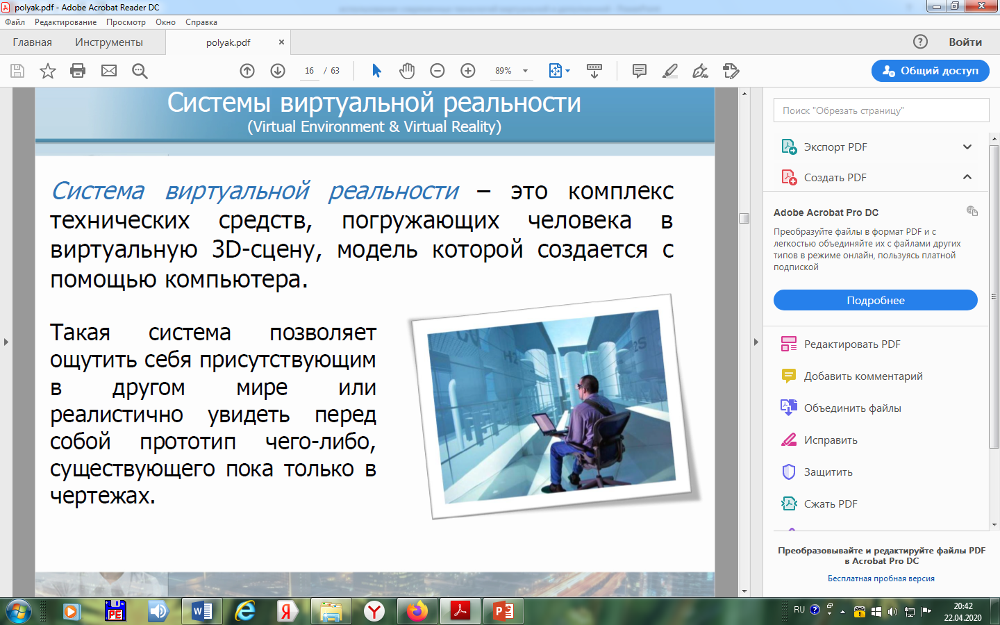 polyak.pdf - Adobe Acrobat Reader DC
Файл Редактирование Просмотр Окно Справка
Главная Инструменты polyak.pdf × ? Войти
16 / 63 89% Общий доступ
Системы виртуальной реальности
(Virtual Environment & Virtual Reality)
Система виртуальной реальности – это комплекс
технических средств, погружающих человека в
виртуальную 3D-сцену, модель которой создается с
помощью компьютера.
Такая система позволяет
ощутить себя присутствующим
в другом мире или
реалистично увидеть перед
собой прототип чего-либо,
существующего пока только в
чертежах.
H2
Поиск "Обрезать страницу"
Экспорт PDF
Создать PDF
Adobe Acrobat Pro DC
Преобразуйте файлы в формат PDF и с
легкостью объединяйте их с файлами других
типов в режиме онлайн, пользуясь платной
подпиской
Подробнее
Редактировать PDF
Добавить комментарий
Объединить файлы
Исправить
Защитить
Сжать PDF
Преобразовывайте и редактируйте файлы PDF
в Acrobat Pro DC
Бесплатная пробная версия
PE
RU
20:42
22.04.2020